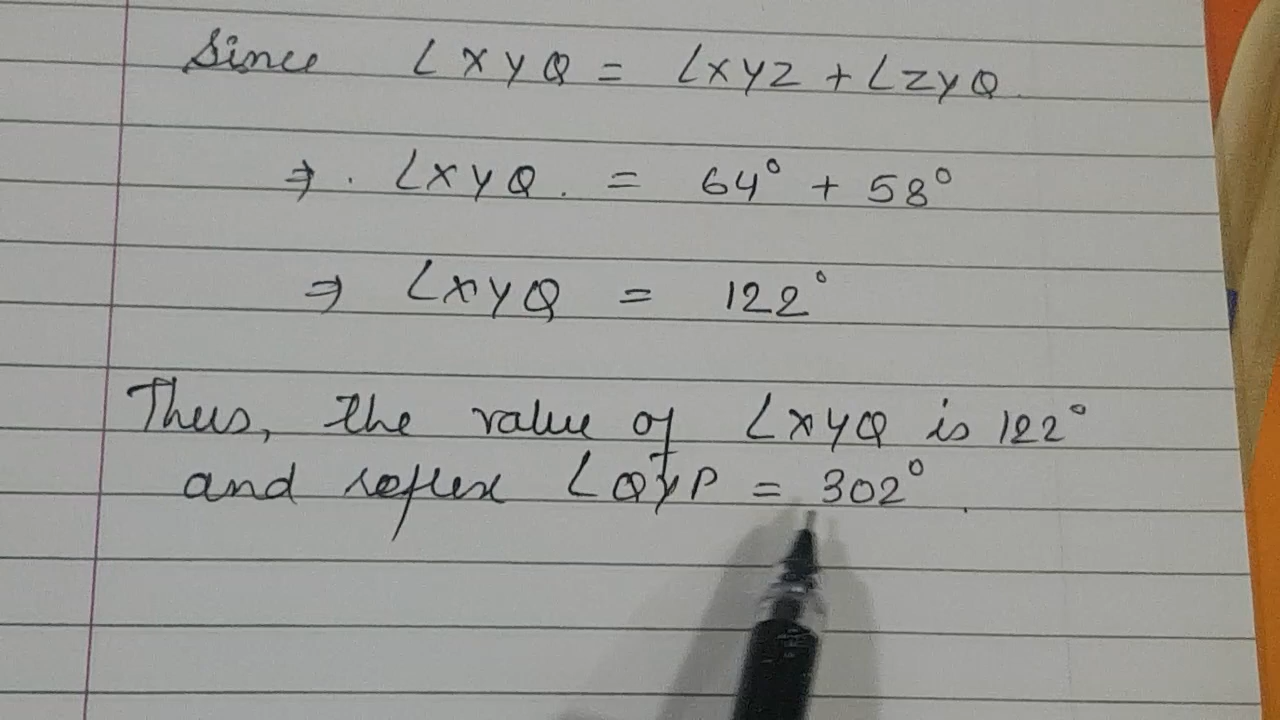 Since ∠XYQ = ∠XYZ + ∠ZYQ.
⇒ . ∠XYQ . = 64° + 58°
⇒ ∠XYQ = 122°
Thus, the value of ∠XYQ is 122°
and reflex ∠QYP = 302° .